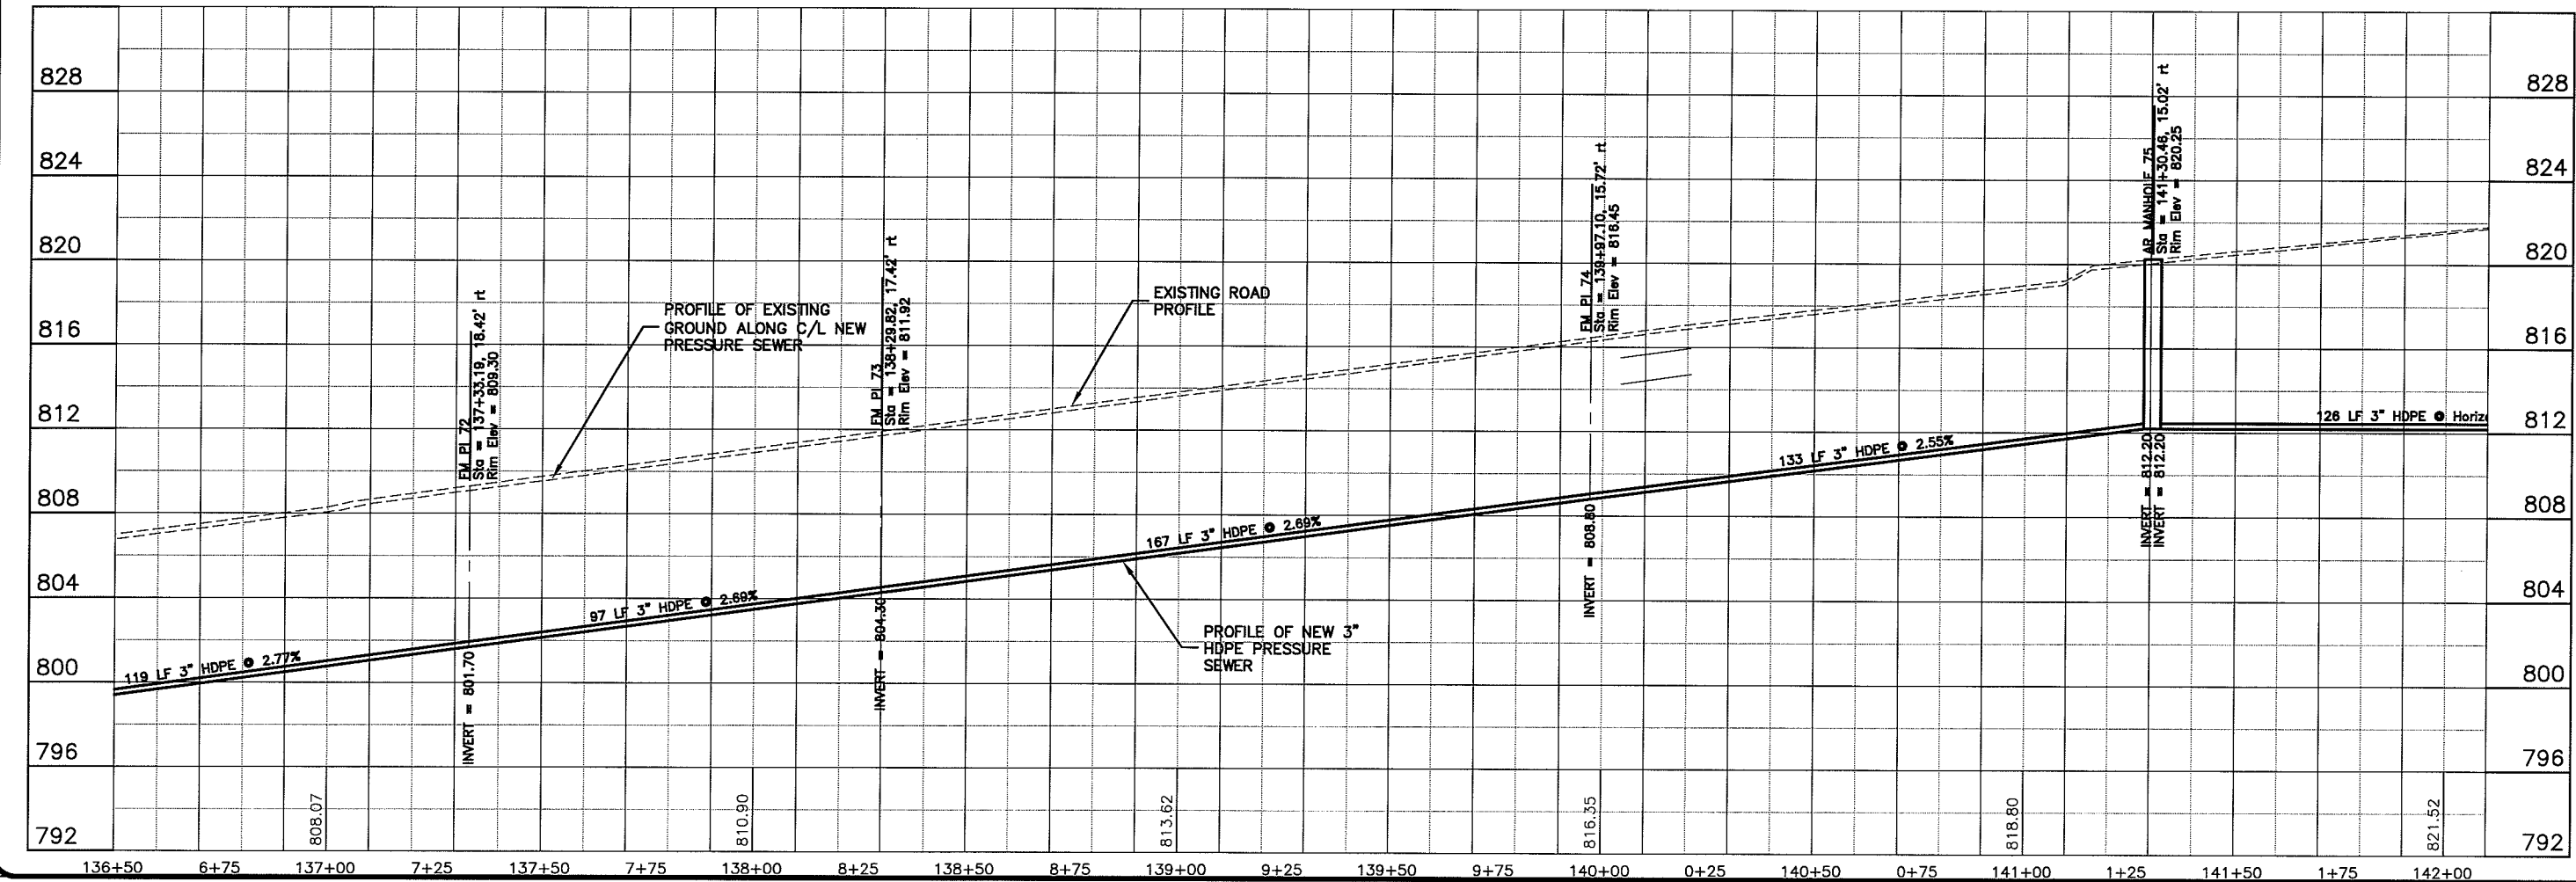 828
824
820
816
812
808
804
800
796
792
828
824
820
816
812
808
804
800
796
792
FM PI 72
Sta = 137+33.19, 18.42' rt
Rim Elev = 809.30
PROFILE OF EXISTING
GROUND ALONG C/L NEW
PRESSURE SEWER
FM PI 73
Sta = 138+29.82, 17.42' rt
Rim Elev = 811.92
EXISTING ROAD
PROFILE
FM PI 74
Sta = 139+97.10, 15.72' rt
Rim Elev = 816.45
AR MANHOLE 75
Sta = 141+30.46, 15.02' rt
Rim Elev = 820.25
119 LF 3" HDPE @ 2.77%
INVERT = 801.70
97 LF 3" HDPE @ 2.69%
INVERT = 804.30
167 LF 3" HDPE @ 2.69%
PROFILE OF NEW 3"
HDPE PRESSURE
SEWER
INVERT = 808.80
133 LF 3" HDPE @ 2.55%
INVERT = 812.20
INVERT = 812.20
126 LF 3" HDPE @ Horiz
808.07
810.90
813.62
816.35
818.80
821.52
136+50 6+75 137+00 7+25 137+50 7+75 138+00 8+25 138+50 8+75 139+00 9+25 139+50 9+75 140+00 0+25 140+50 0+75 141+00 1+25 141+50 1+75 142+00